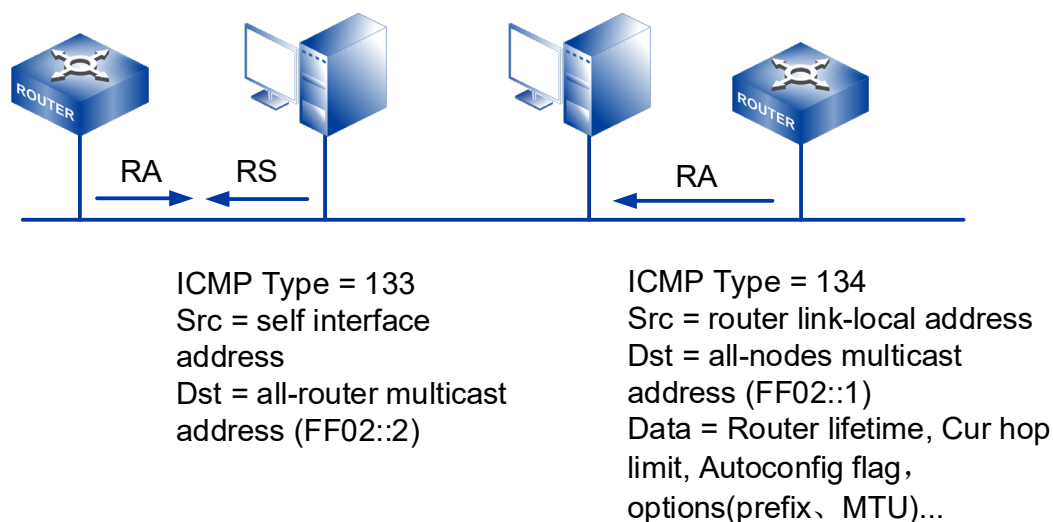 ROUTER
ROUTER
RA
RS
RA
ICMP Type = 133
Src = self interface
address
Dst = all-router multicast
address (FF02::2)
ICMP Type = 134
Src = router link-local address
Dst = all-nodes multicast
address (FF02::1)
Data = Router lifetime, Cur hop
limit, Autoconfig flag，
options(prefix、MTU)...